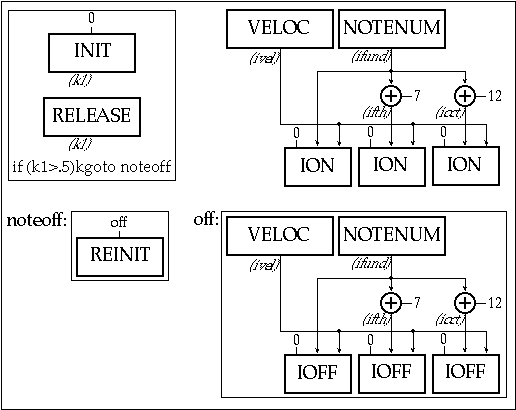 0
INIT
(k1)
RELEASE
(k1)
if (k1>.5)kgoto noteoff
VELOC NOTENUM
(ivel) (ifund)
+ 7 + 12
(ifth) (ioct)
0 0 0
ION ION ION
noteoff:
off
REINIT
off:
VELOC NOTENUM
(ivel) (ifund)
+ 7 + 12
(ifth) (ioct)
0 0 0
IOFF IOFF IOFF